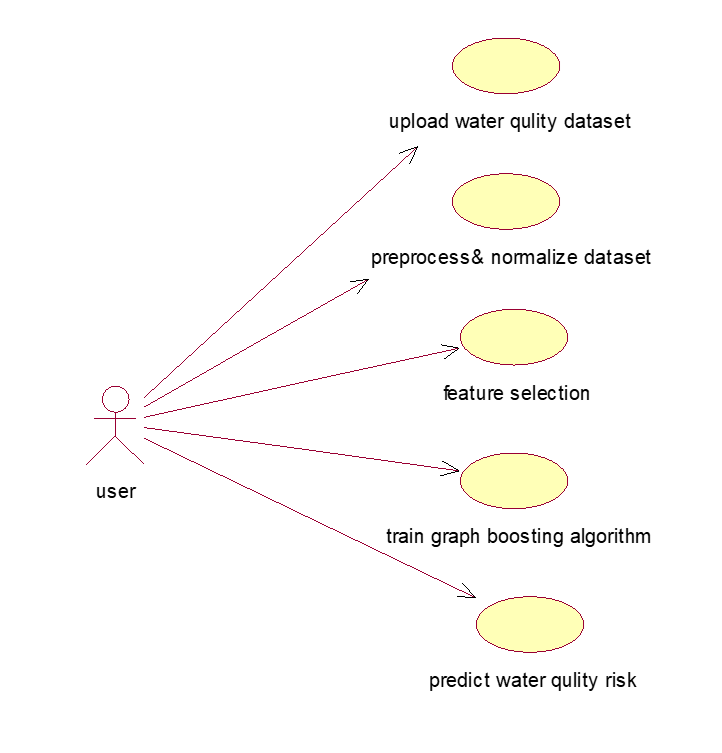 upload water qulity dataset
preprocess& normalize dataset
feature selection
user
train graph boosting algorithm
predict water qulity risk